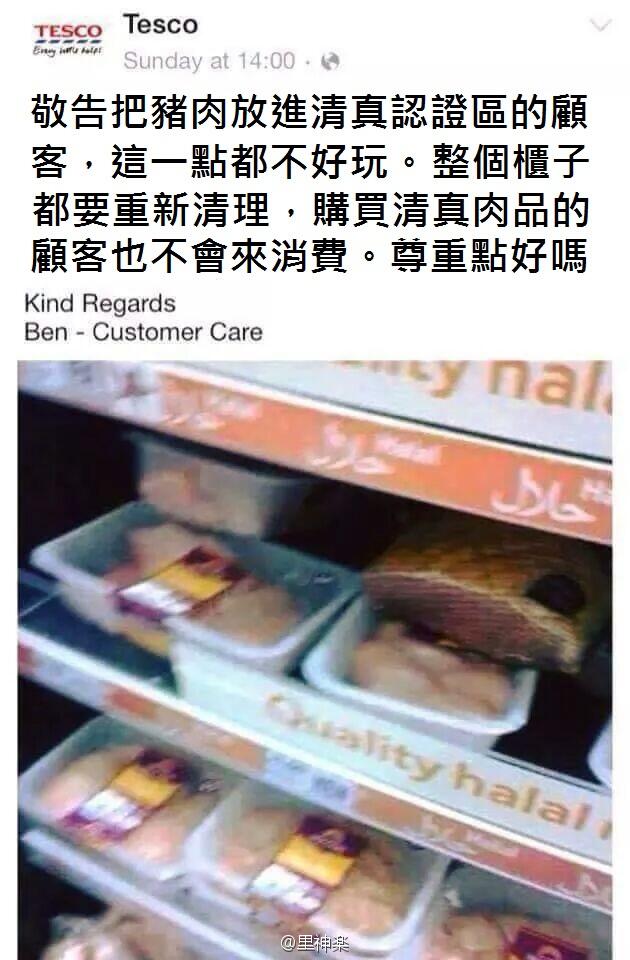 TESCO
Every little helps
Tesco
Sunday at 14:00
敬告把豬肉放進清真認證區的顧
客，這一點都不好玩。整個櫃子
都要重新清理，購買清真肉品的
顧客也不會來消費。尊重點好嗎
Kind Regards
Ben - Customer Care
حلال Halal
حلال Halal
حلال
Quality halal
@里神楽